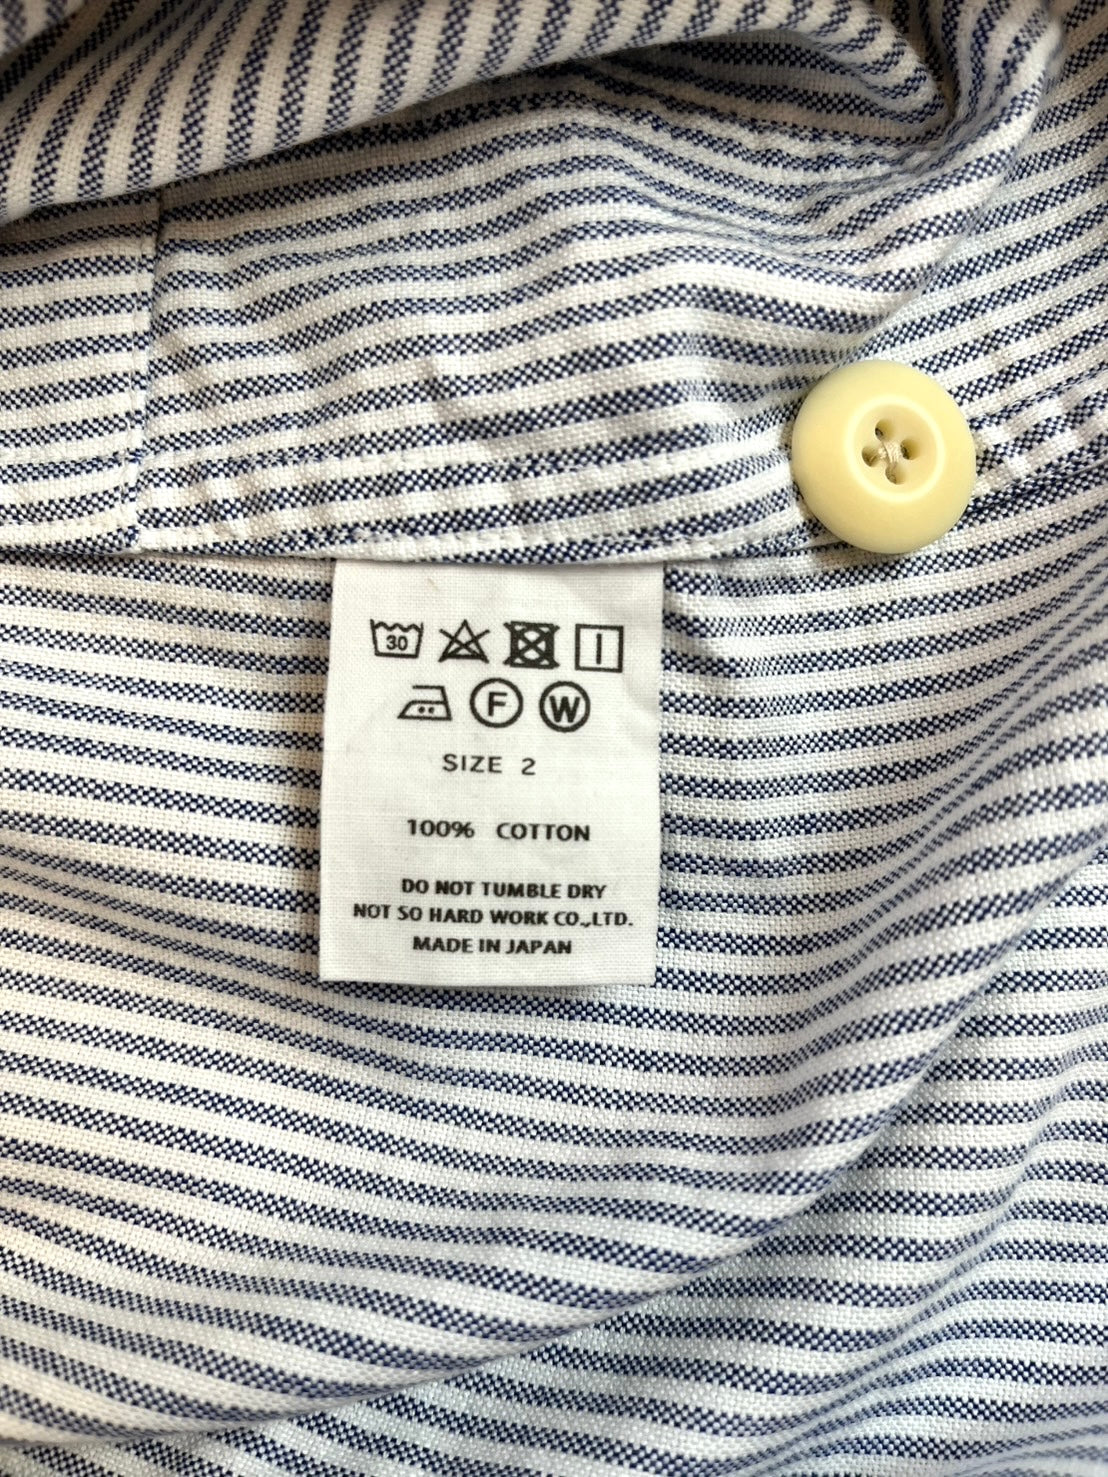 30
F W
SIZE 2
100% COTTON
DO NOT TUMBLE DRY
NOT SO HARD WORK CO.,LTD.
MADE IN JAPAN